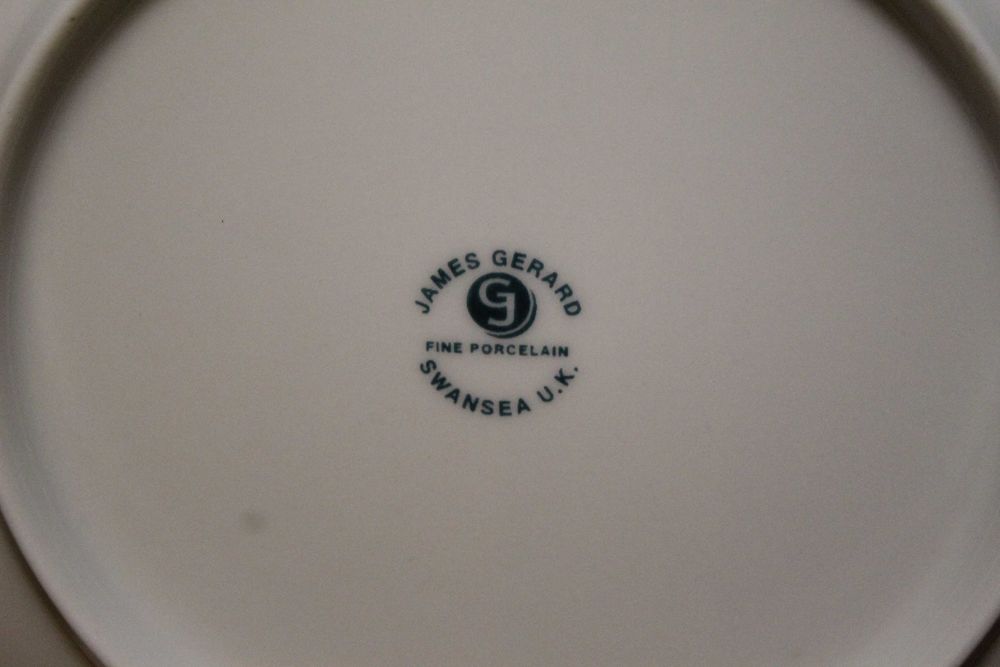 JAMES GERARD
GJ
FINE PORCELAIN
SWANSEA U.K.